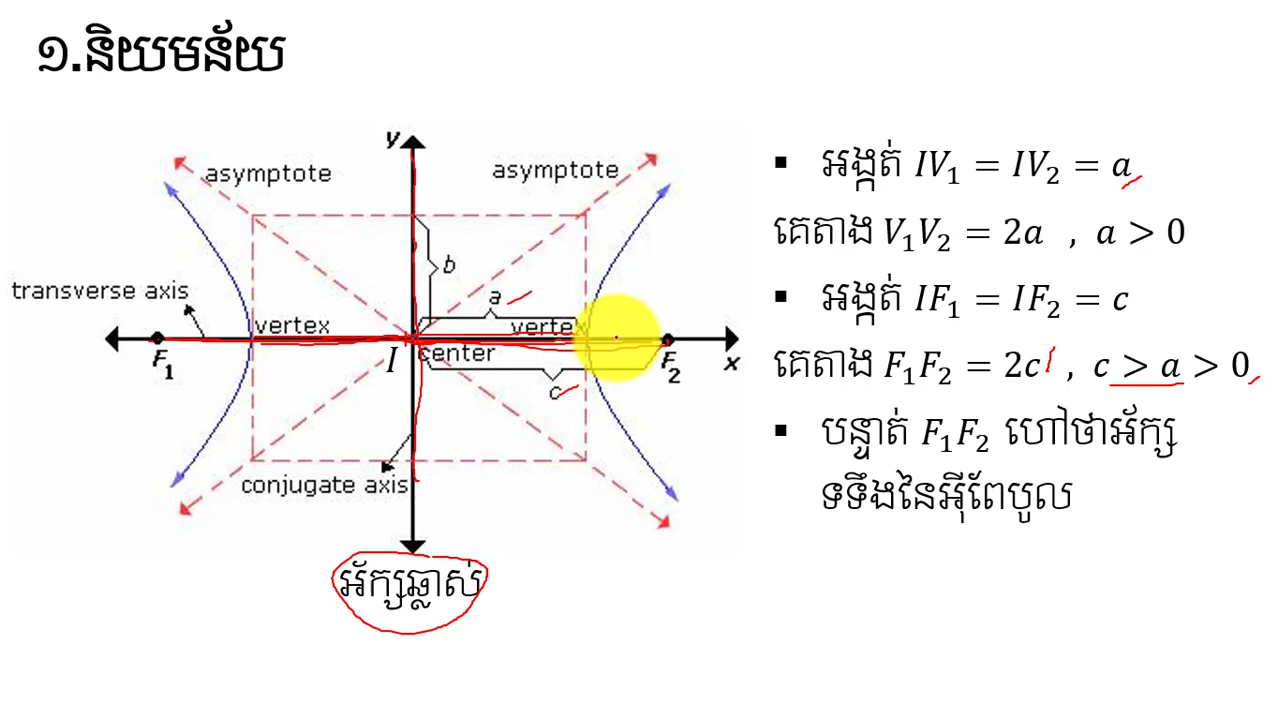 ១.និយមន័យ
y
asymptote
asymptote
b
transverse axis
a
vertex
vertex
F₁
I
center
F₂
x
c
conjugate axis
អ័ក្សឆ្លាស់
▪ អង្កត់ IV₁ = IV₂ = a
គេតាង V₁V₂ = 2a , a > 0
▪ អង្កត់ IF₁ = IF₂ = c
គេតាង F₁F₂ = 2c , c > a > 0
▪ បន្ទាត់ F₁F₂ ហៅថាអ័ក្ស
ទទឹងនៃអ៊ីពែបូល